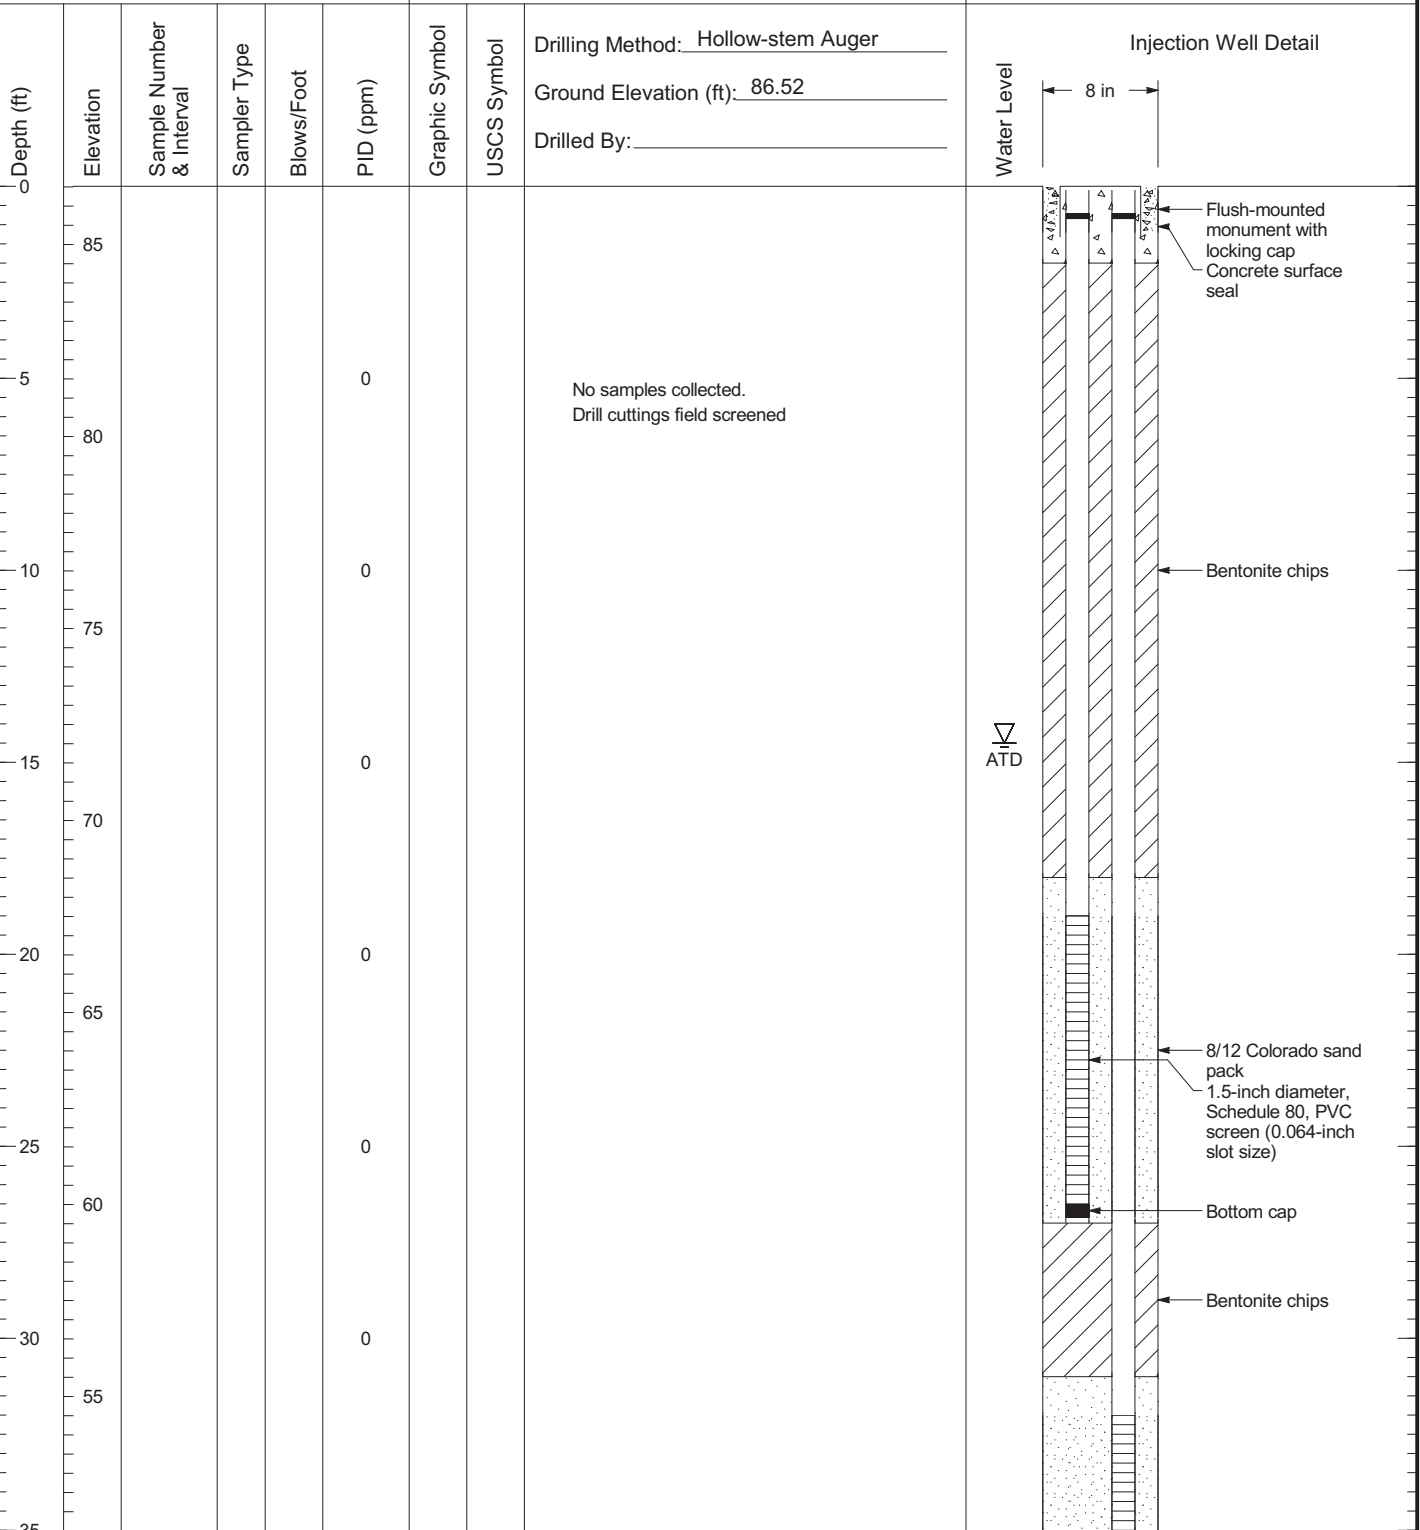 Depth (ft)
Elevation
Sample Number
& Interval
Sampler Type
Blows/Foot
PID (ppm)
Graphic Symbol
USCS Symbol
Drilling Method: Hollow-stem Auger
Ground Elevation (ft): 86.52
Drilled By:
Water Level
Injection Well Detail
8 in
0
Flush-mounted
monument with
locking cap
Concrete surface
seal
85
5
0
No samples collected.
Drill cuttings field screened
80
10
0
Bentonite chips
75
ATD
15
0
70
20
0
65
8/12 Colorado sand
pack
1.5-inch diameter,
Schedule 80, PVC
screen (0.064-inch
slot size)
25
0
60
Bottom cap
Bentonite chips
30
0
55
35